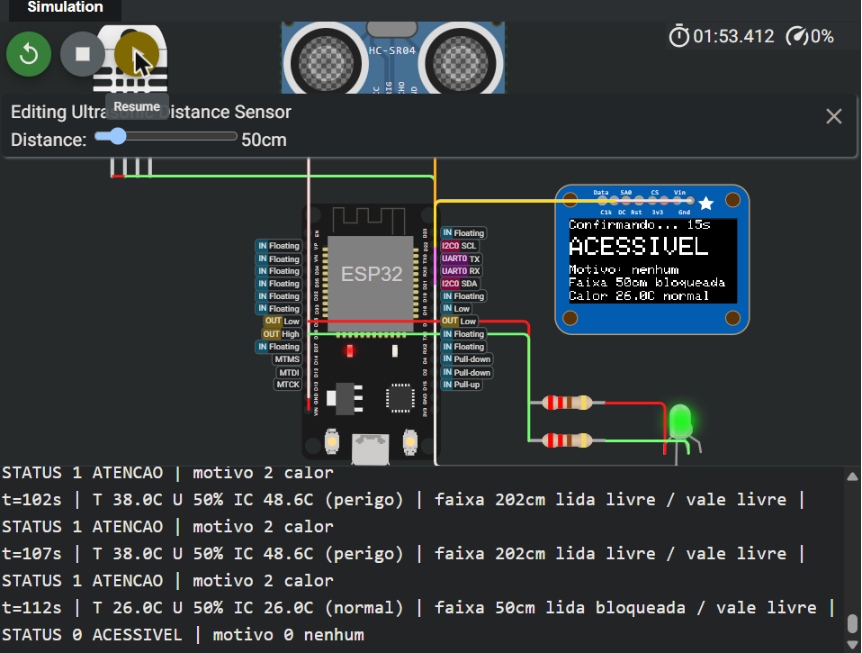 Simulation
HC-SR04
01:53.412 0%
Resume
Editing Ultrasonic Distance Sensor
Distance: 50cm
Data SA0 CS Vin
Clk DC Rst 3v3 Gnd
Confirmando... 15s
ACESSIVEL
Motivo: nenhum
Faixa 50cm bloqueada
Calor 26.0C normal
ESP32
IN Floating
IN Floating
IN Floating
IN Floating
IN Floating
IN Floating
OUT Low
OUT High
IN Floating
MTMS
MTDI
MTCK
IN Floating
I2C0 SCL
UART0 TX
UART0 RX
I2C0 SDA
IN Floating
IN Low
OUT Low
IN Floating
IN Floating
IN Pull-down
IN Pull-down
IN Pull-up
STATUS 1 ATENCAO | motivo 2 calor
t=102s | T 38.0C U 50% IC 48.6C (perigo) | faixa 202cm lida livre / vale livre |
STATUS 1 ATENCAO | motivo 2 calor
t=107s | T 38.0C U 50% IC 48.6C (perigo) | faixa 202cm lida livre / vale livre |
STATUS 1 ATENCAO | motivo 2 calor
t=112s | T 26.0C U 50% IC 26.0C (normal) | faixa 50cm lida bloqueada / vale livre |
STATUS 0 ACESSIVEL | motivo 0 nenhum